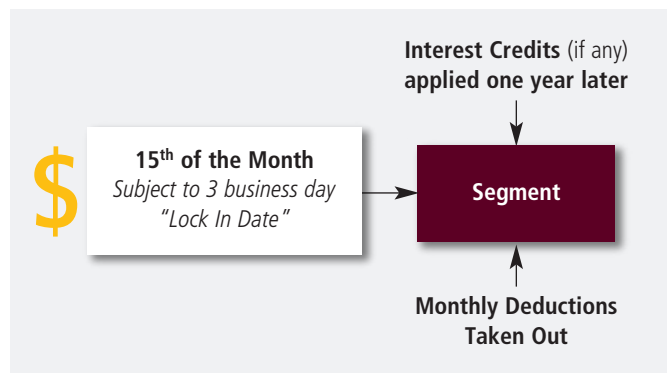 Interest Credits (if any)
applied one year later
$
15th of the Month
Subject to 3 business day
“Lock In Date”
Segment
Monthly Deductions
Taken Out